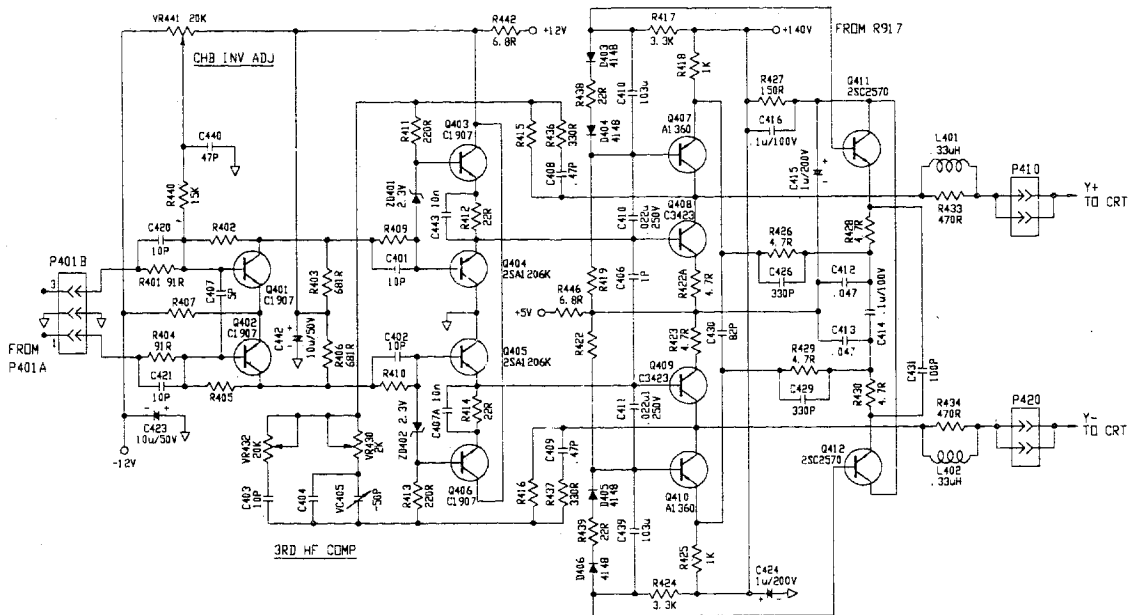 VR441 20K
CHB INV ADJ
R442
6.8R
+12V
R417
3.3K
+140V
FROM R917
D403
4148
R438
22R
D404
4148
C410
103u
R418
1K
R427
150R
C416
.1u/100V
Q411
2SC2570
C440
47P
R440
15K
R411
220R
Q403
C1907
R415
R436
330R
C408
.47P
Q407
A1360
C415
1u/200V
L401
.33uH
P410
Y+
TO CRT
R433
470R
ZD401
2.3V
C443 10n
R412
22R
C410
.022u
250V
Q408
C3423
R428
4.7R
C420
10P
R402
P401B
3
R401 91R
Q401
C1907
R403
681R
R409
C401
10P
Q404
2SA1206K
C406
1P
R419
R422A
4.7R
R426
4.7R
C426
330P
C412
.047
C414 .1u/100V
R407
C407
R446
6.8R
+5V
C430
82P
R404
91R
Q402
C1907
C442
10u/50V
R406
681R
C402
10P
Q405
2SA1206K
R422
R423
4.7R
C413
.047
1
FROM
P401A
C421
10P
R405
R410
C407A 10n
R414
22R
Q409
C3423
R429
4.7R
C429
330P
R430
4.7R
C431
100P
C423
10u/50V
-12V
ZD402 2.3V
C411
.022u
250V
R434
470R
P420
Y-
TO CRT
VR432
20K
VR430
2K
C409
.47P
L402
.33uH
C403
10P
C404
VC405
-50P
R413
220R
Q406
C1907
R416
R437
330R
D405
4148
Q410
A1360
Q412
2SC2570
3RD HF COMP
R439
22R
D406
4148
C439
103u
R425
1K
R424
3.3K
C424
1u/200V